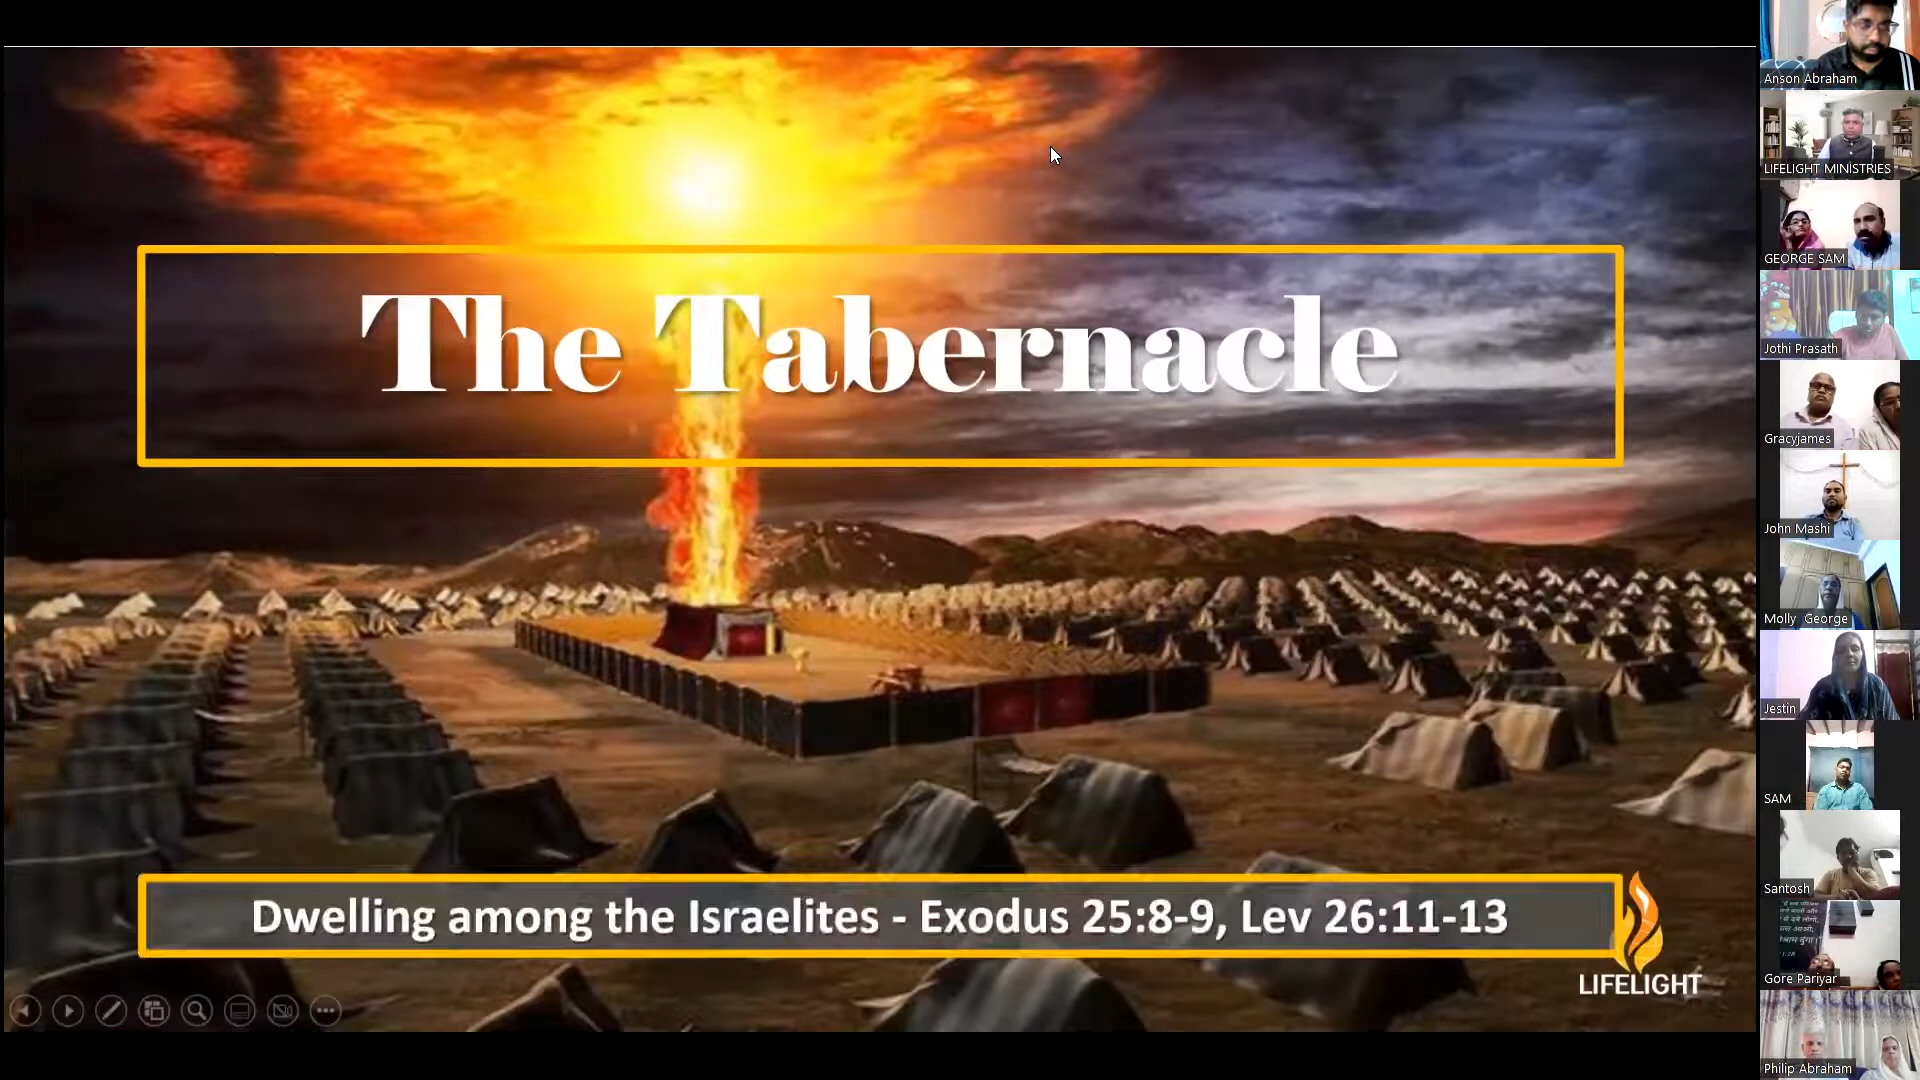 The Tabernacle
Dwelling among the Israelites - Exodus 25:8-9, Lev 26:11-13
LIFELIGHT
Anson Abraham
LIFELIGHT MINISTRIES
GEORGE SAM
Jothi Prasath
Gracyjames
John Mashi
Molly George
Jestin
SAM
Santosh
Gore Pariyar
Philip Abraham